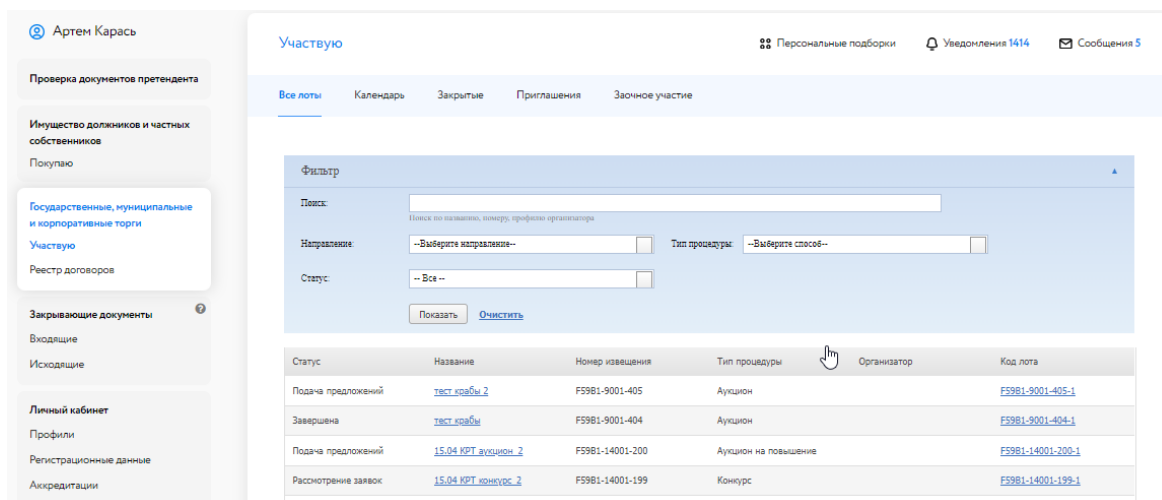 Артем Карась
Проверка документов претендента
Имущество должников и частных
собственников
Покупаю
Государственные, муниципальные
и корпоративные торги
Участвую
Реестр договоров
Закрывающие документы
Входящие
Исходящие
Личный кабинет
Профили
Регистрационные данные
Аккредитации
Участвую Персональные подборки Уведомления 1414 Сообщения 5
Все лоты Календарь Закрытые Приглашения Заочное участие
Фильтр
Поиск:
Поиск по названию, номеру, профилю организатора
Направление: --Выберите направление-- Тип процедуры: --Выберите способ--
Статус: -- Все --
Показать Очистить
Статус Название Номер извещения Тип процедуры Организатор Код лота
Подача предложений тест крабы 2 F59B1-9001-405 Аукцион F59B1-9001-405-1
Завершена тест крабы F59B1-9001-404 Аукцион F59B1-9001-404-1
Подача предложений 15.04 КРТ аукцион_2 F59B1-14001-200 Аукцион на повышение F59B1-14001-200-1
Рассмотрение заявок 15.04 КРТ конкурс_2 F59B1-14001-199 Конкурс F59B1-14001-199-1